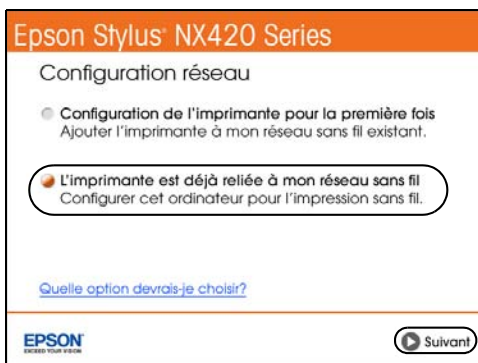 Epson Stylus® NX420 Series
Configuration réseau
Configuration de l'imprimante pour la première fois
Ajouter l'imprimante à mon réseau sans fil existant.
L'imprimante est déjà reliée à mon réseau sans fil
Configurer cet ordinateur pour l'impression sans fil.
Quelle option devrais-je choisir?
EPSON
EXCEED YOUR VISION
Suivant